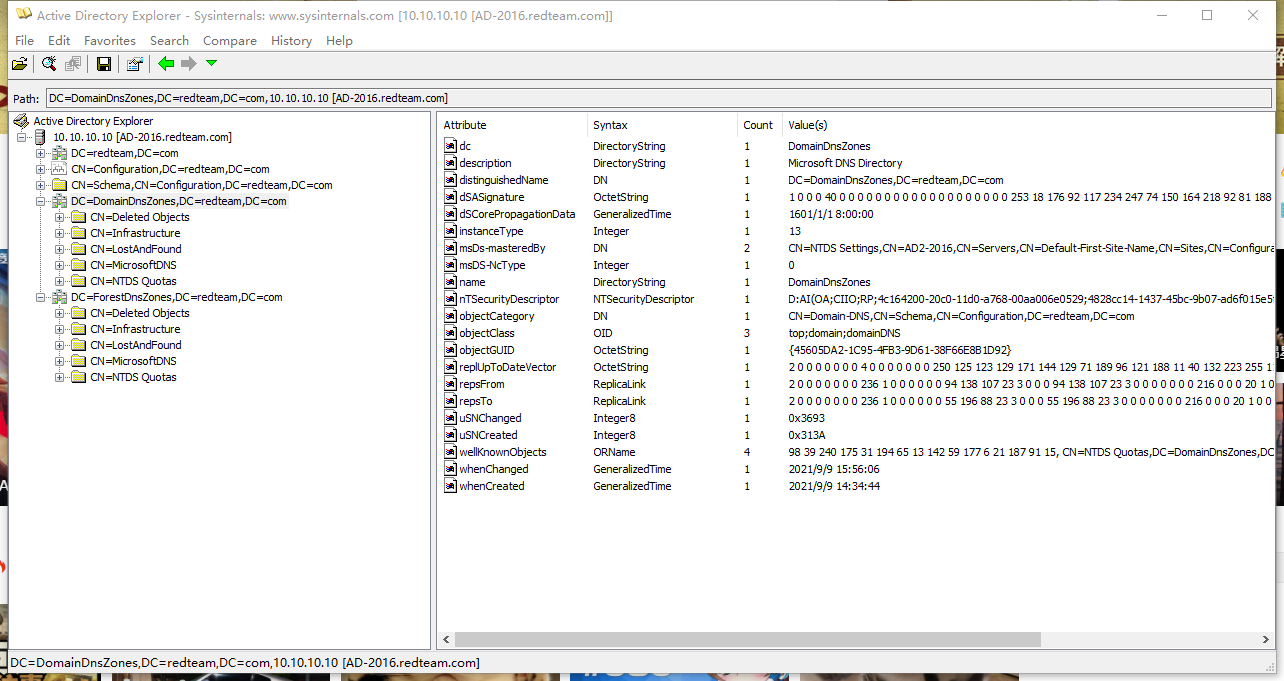 Active Directory Explorer - Sysinternals: www.sysinternals.com [10.10.10.10 [AD-2016.redteam.com]]
File Edit Favorites Search Compare History Help
Path: DC=DomainDnsZones,DC=redteam,DC=com,10.10.10.10 [AD-2016.redteam.com]
Active Directory Explorer
10.10.10.10 [AD-2016.redteam.com]
DC=redteam,DC=com
CN=Configuration,DC=redteam,DC=com
CN=Schema,CN=Configuration,DC=redteam,DC=com
DC=DomainDnsZones,DC=redteam,DC=com
CN=Deleted Objects
CN=Infrastructure
CN=LostAndFound
CN=MicrosoftDNS
CN=NTDS Quotas
DC=ForestDnsZones,DC=redteam,DC=com
CN=Deleted Objects
CN=Infrastructure
CN=LostAndFound
CN=MicrosoftDNS
CN=NTDS Quotas
Attribute Syntax Count Value(s)
dc DirectoryString 1 DomainDnsZones
description DirectoryString 1 Microsoft DNS Directory
distinguishedName DN 1 DC=DomainDnsZones,DC=redteam,DC=com
dSASignature OctetString 1 1 0 0 0 40 0 0 0 0 0 0 0 0 0 0 0 0 0 0 0 0 0 0 0 253 18 176 92 117 234 247 74 150 164 218 92 81 188
dSCorePropagationData GeneralizedTime 1 1601/1/1 8:00:00
instanceType Integer 1 13
msDs-masteredBy DN 2 CN=NTDS Settings,CN=AD2-2016,CN=Servers,CN=Default-First-Site-Name,CN=Sites,CN=Configura
msDS-NcType Integer 1 0
name DirectoryString 1 DomainDnsZones
nTSecurityDescriptor NTSecurityDescriptor 1 D:AI(OA;CIIO;RP;4c164200-20c0-11d0-a768-00aa006e0529;4828cc14-1437-45bc-9b07-ad6f015e5
objectCategory DN 1 CN=Domain-DNS,CN=Schema,CN=Configuration,DC=redteam,DC=com
objectClass OID 3 top;domain;domainDNS
objectGUID OctetString 1 {45605DA2-1C95-4FB3-9D61-38F66E8B1D92}
replUpToDateVector OctetString 1 2 0 0 0 0 0 0 0 4 0 0 0 0 0 0 0 250 125 123 129 171 144 129 71 189 96 121 188 11 40 132 223 255 1
repsFrom ReplicaLink 1 2 0 0 0 0 0 0 0 236 1 0 0 0 0 0 0 94 138 107 23 3 0 0 0 94 138 107 23 3 0 0 0 0 0 0 0 216 0 0 0 20 1 0
repsTo ReplicaLink 1 2 0 0 0 0 0 0 0 236 1 0 0 0 0 0 0 55 196 88 23 3 0 0 0 55 196 88 23 3 0 0 0 0 0 0 0 216 0 0 0 20 1 0 0
uSNChanged Integer8 1 0x3693
uSNCreated Integer8 1 0x313A
wellKnownObjects ORName 4 98 39 240 175 31 194 65 13 142 59 177 6 21 187 91 15, CN=NTDS Quotas,DC=DomainDnsZones,DC
whenChanged GeneralizedTime 1 2021/9/9 15:56:06
whenCreated GeneralizedTime 1 2021/9/9 14:34:44
DC=DomainDnsZones,DC=redteam,DC=com,10.10.10.10 [AD-2016.redteam.com]